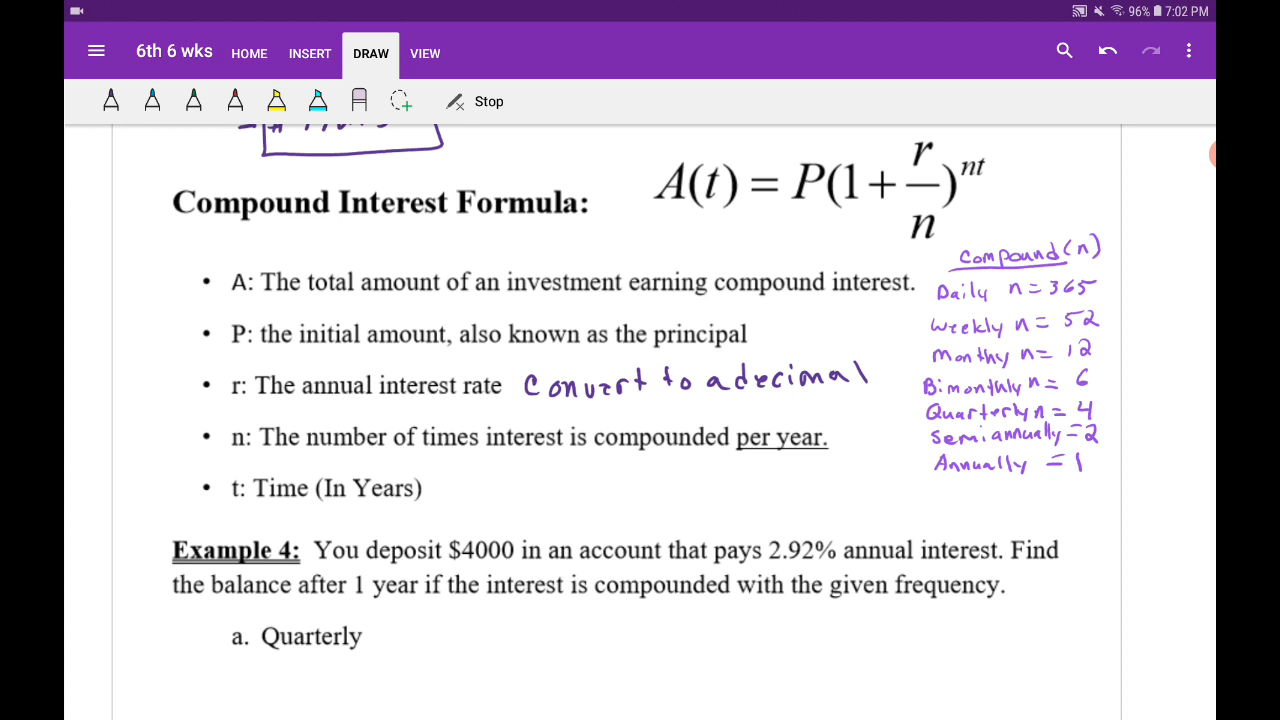 96% 7:02 PM
6th 6 wks HOME INSERT DRAW VIEW
Stop
Compound Interest Formula: A(t) = P(1 + r/n)^nt
Compound (n)
• A: The total amount of an investment earning compound interest.
Daily n = 365
Weekly n = 52
• P: the initial amount, also known as the principal
Monthy n = 12
• r: The annual interest rate Convert to a decimal
Bimonthly n = 6
Quarterly n = 4
• n: The number of times interest is compounded per year.
Semiannually = 2
Annually = 1
• t: Time (In Years)
Example 4: You deposit $4000 in an account that pays 2.92% annual interest. Find
the balance after 1 year if the interest is compounded with the given frequency.
a. Quarterly